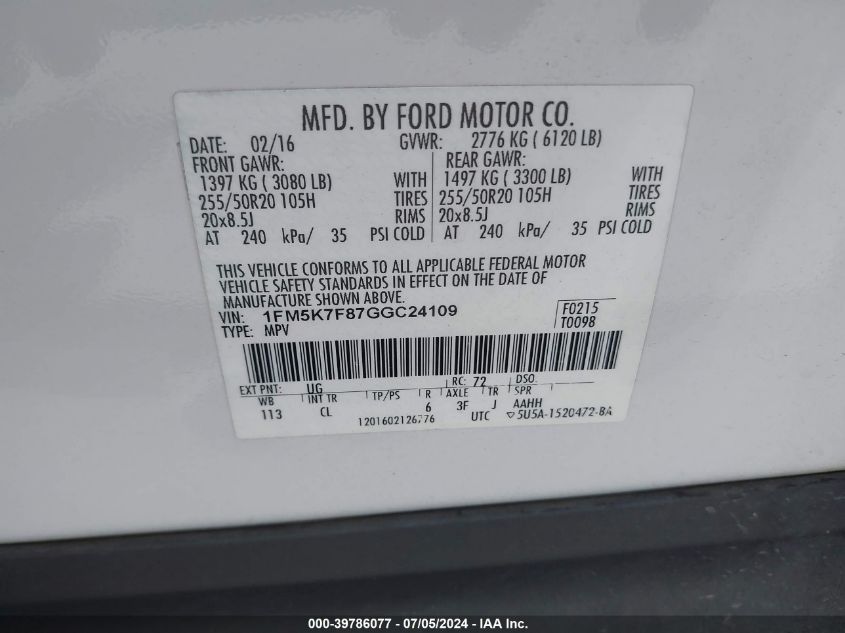 MFD. BY FORD MOTOR CO.
DATE: 02/16 GVWR: 2776 KG ( 6120 LB)
FRONT GAWR: REAR GAWR:
1397 KG ( 3080 LB) WITH 1497 KG ( 3300 LB) WITH
255/50R20 105H TIRES 255/50R20 105H TIRES
20x8.5J RIMS 20x8.5J RIMS
AT 240 kPa/ 35 PSI COLD AT 240 kPa/ 35 PSI COLD
THIS VEHICLE CONFORMS TO ALL APPLICABLE FEDERAL MOTOR
VEHICLE SAFETY STANDARDS IN EFFECT ON THE DATE OF
MANUFACTURE SHOWN ABOVE.
VIN: 1FM5K7F87GGC24109 F0215
TYPE: MPV T0098
EXT PNT: UG RC: 72 DSO:
WB INT TR TP/PS R AXLE TR SPR
113 CL 6 3F J AAHH
1201602126776 UTC ▽5U5A-1520472-BA
000-39786077 - 07/05/2024 - IAA Inc.